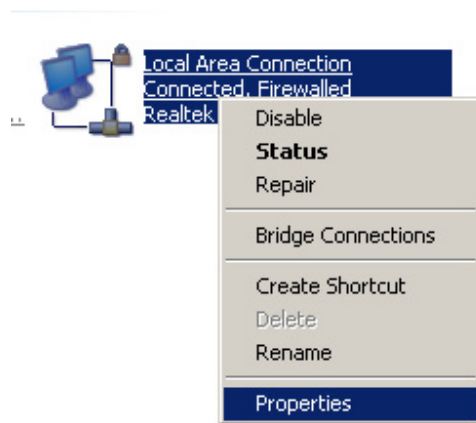 Local Area Connection
Connected, Firewalled
Realtek
Disable
Status
Repair
Bridge Connections
Create Shortcut
Delete
Rename
Properties